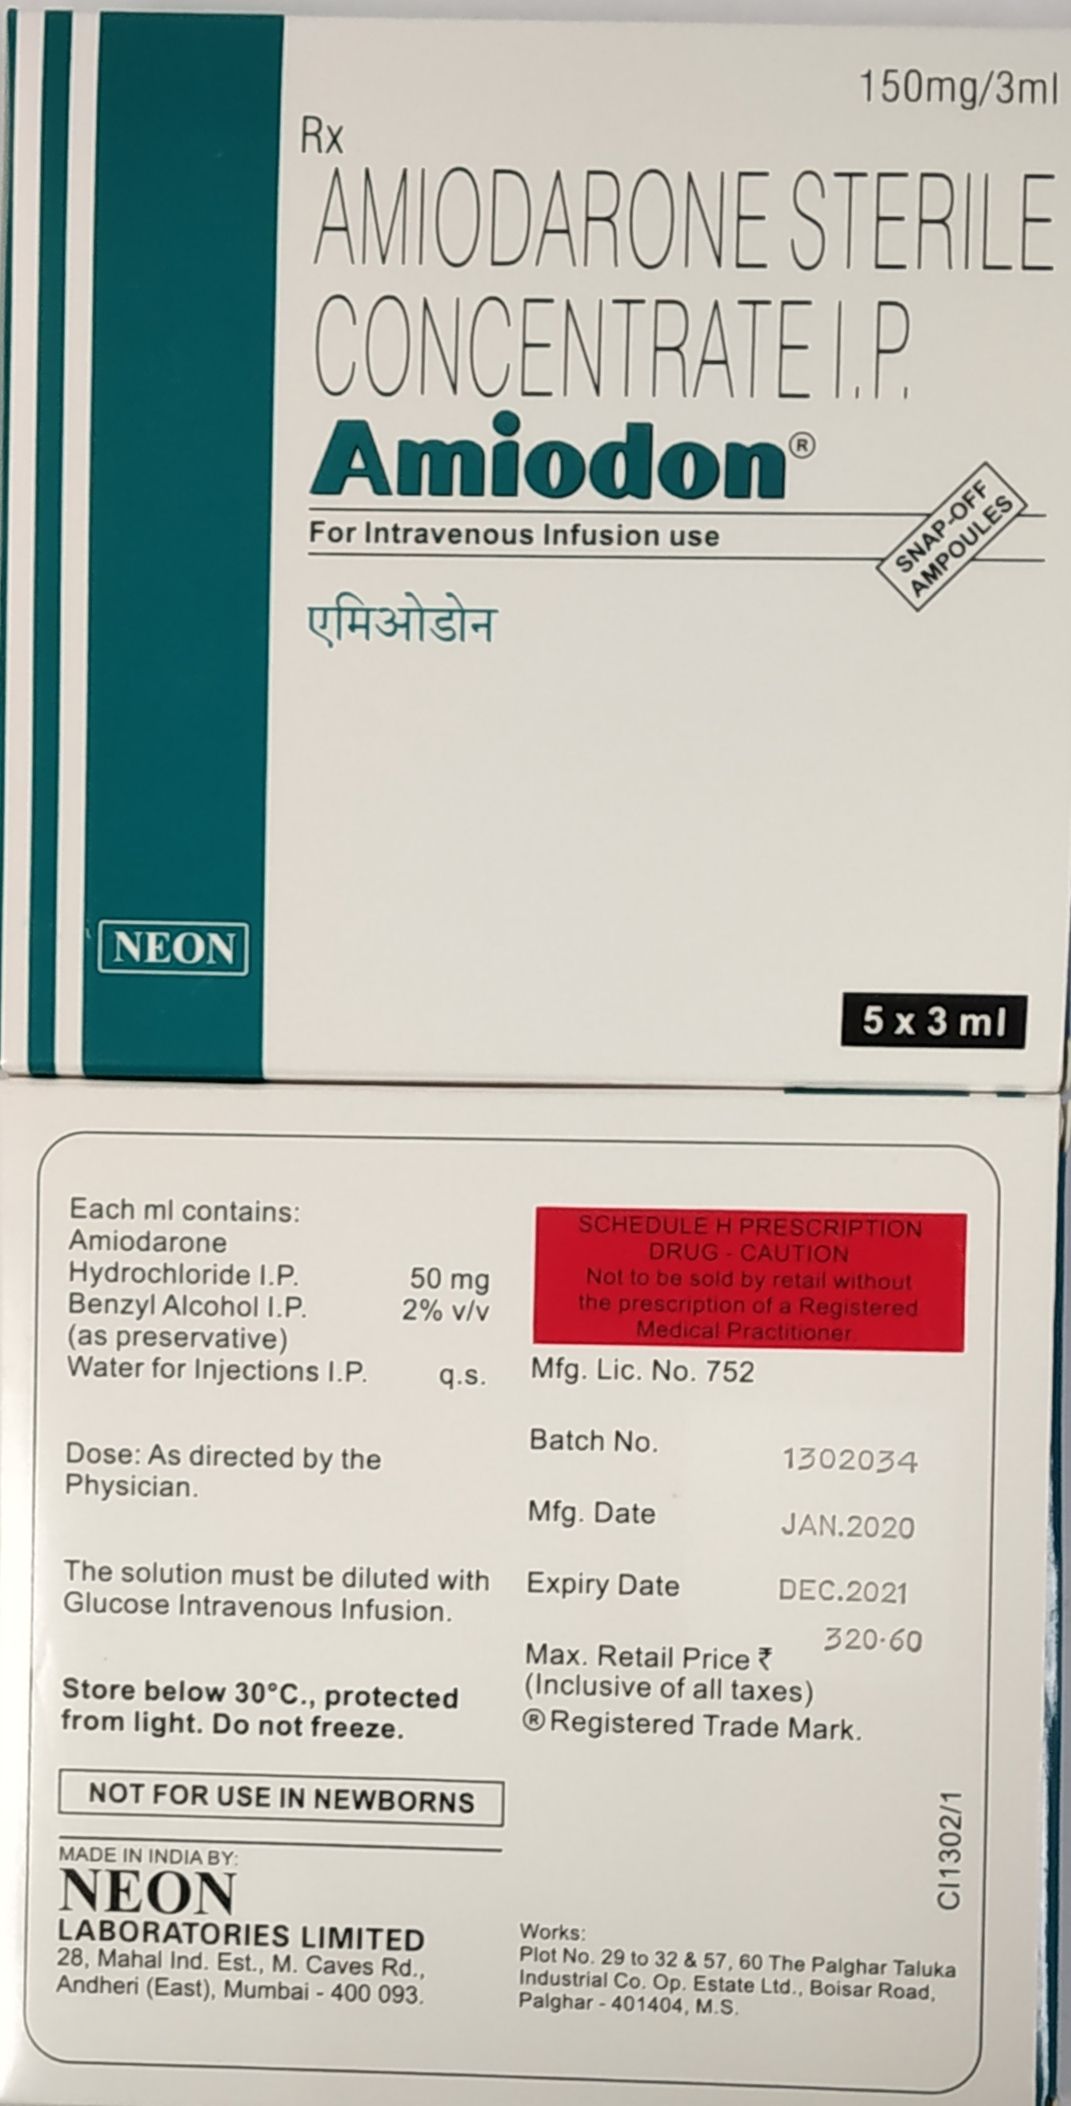 150mg/3ml
Rx
AMIODARONE STERILE
CONCENTRATE I.P.
Amiodon®
For Intravenous Infusion use
SNAP-OFF
AMPOULES
एमिओडोन
NEON
5 x 3 ml
Each ml contains:
Amiodarone
Hydrochloride I.P. 50 mg
Benzyl Alcohol I.P. 2% v/v
(as preservative)
Water for Injections I.P. q.s.
Dose: As directed by the
Physician.
The solution must be diluted with
Glucose Intravenous Infusion.
Store below 30°C., protected
from light. Do not freeze.
NOT FOR USE IN NEWBORNS
MADE IN INDIA BY:
NEON
LABORATORIES LIMITED
28, Mahal Ind. Est., M. Caves Rd.,
Andheri (East), Mumbai - 400 093.
SCHEDULE H PRESCRIPTION
DRUG - CAUTION
Not to be sold by retail without
the prescription of a Registered
Medical Practitioner.
Mfg. Lic. No. 752
Batch No. 1302034
Mfg. Date JAN.2020
Expiry Date DEC.2021
Max. Retail Price ₹ 320·60
(Inclusive of all taxes)
® Registered Trade Mark.
CI1302/1
Works:
Plot No. 29 to 32 & 57, 60 The Palghar Taluka
Industrial Co. Op. Estate Ltd., Boisar Road,
Palghar - 401404, M.S.